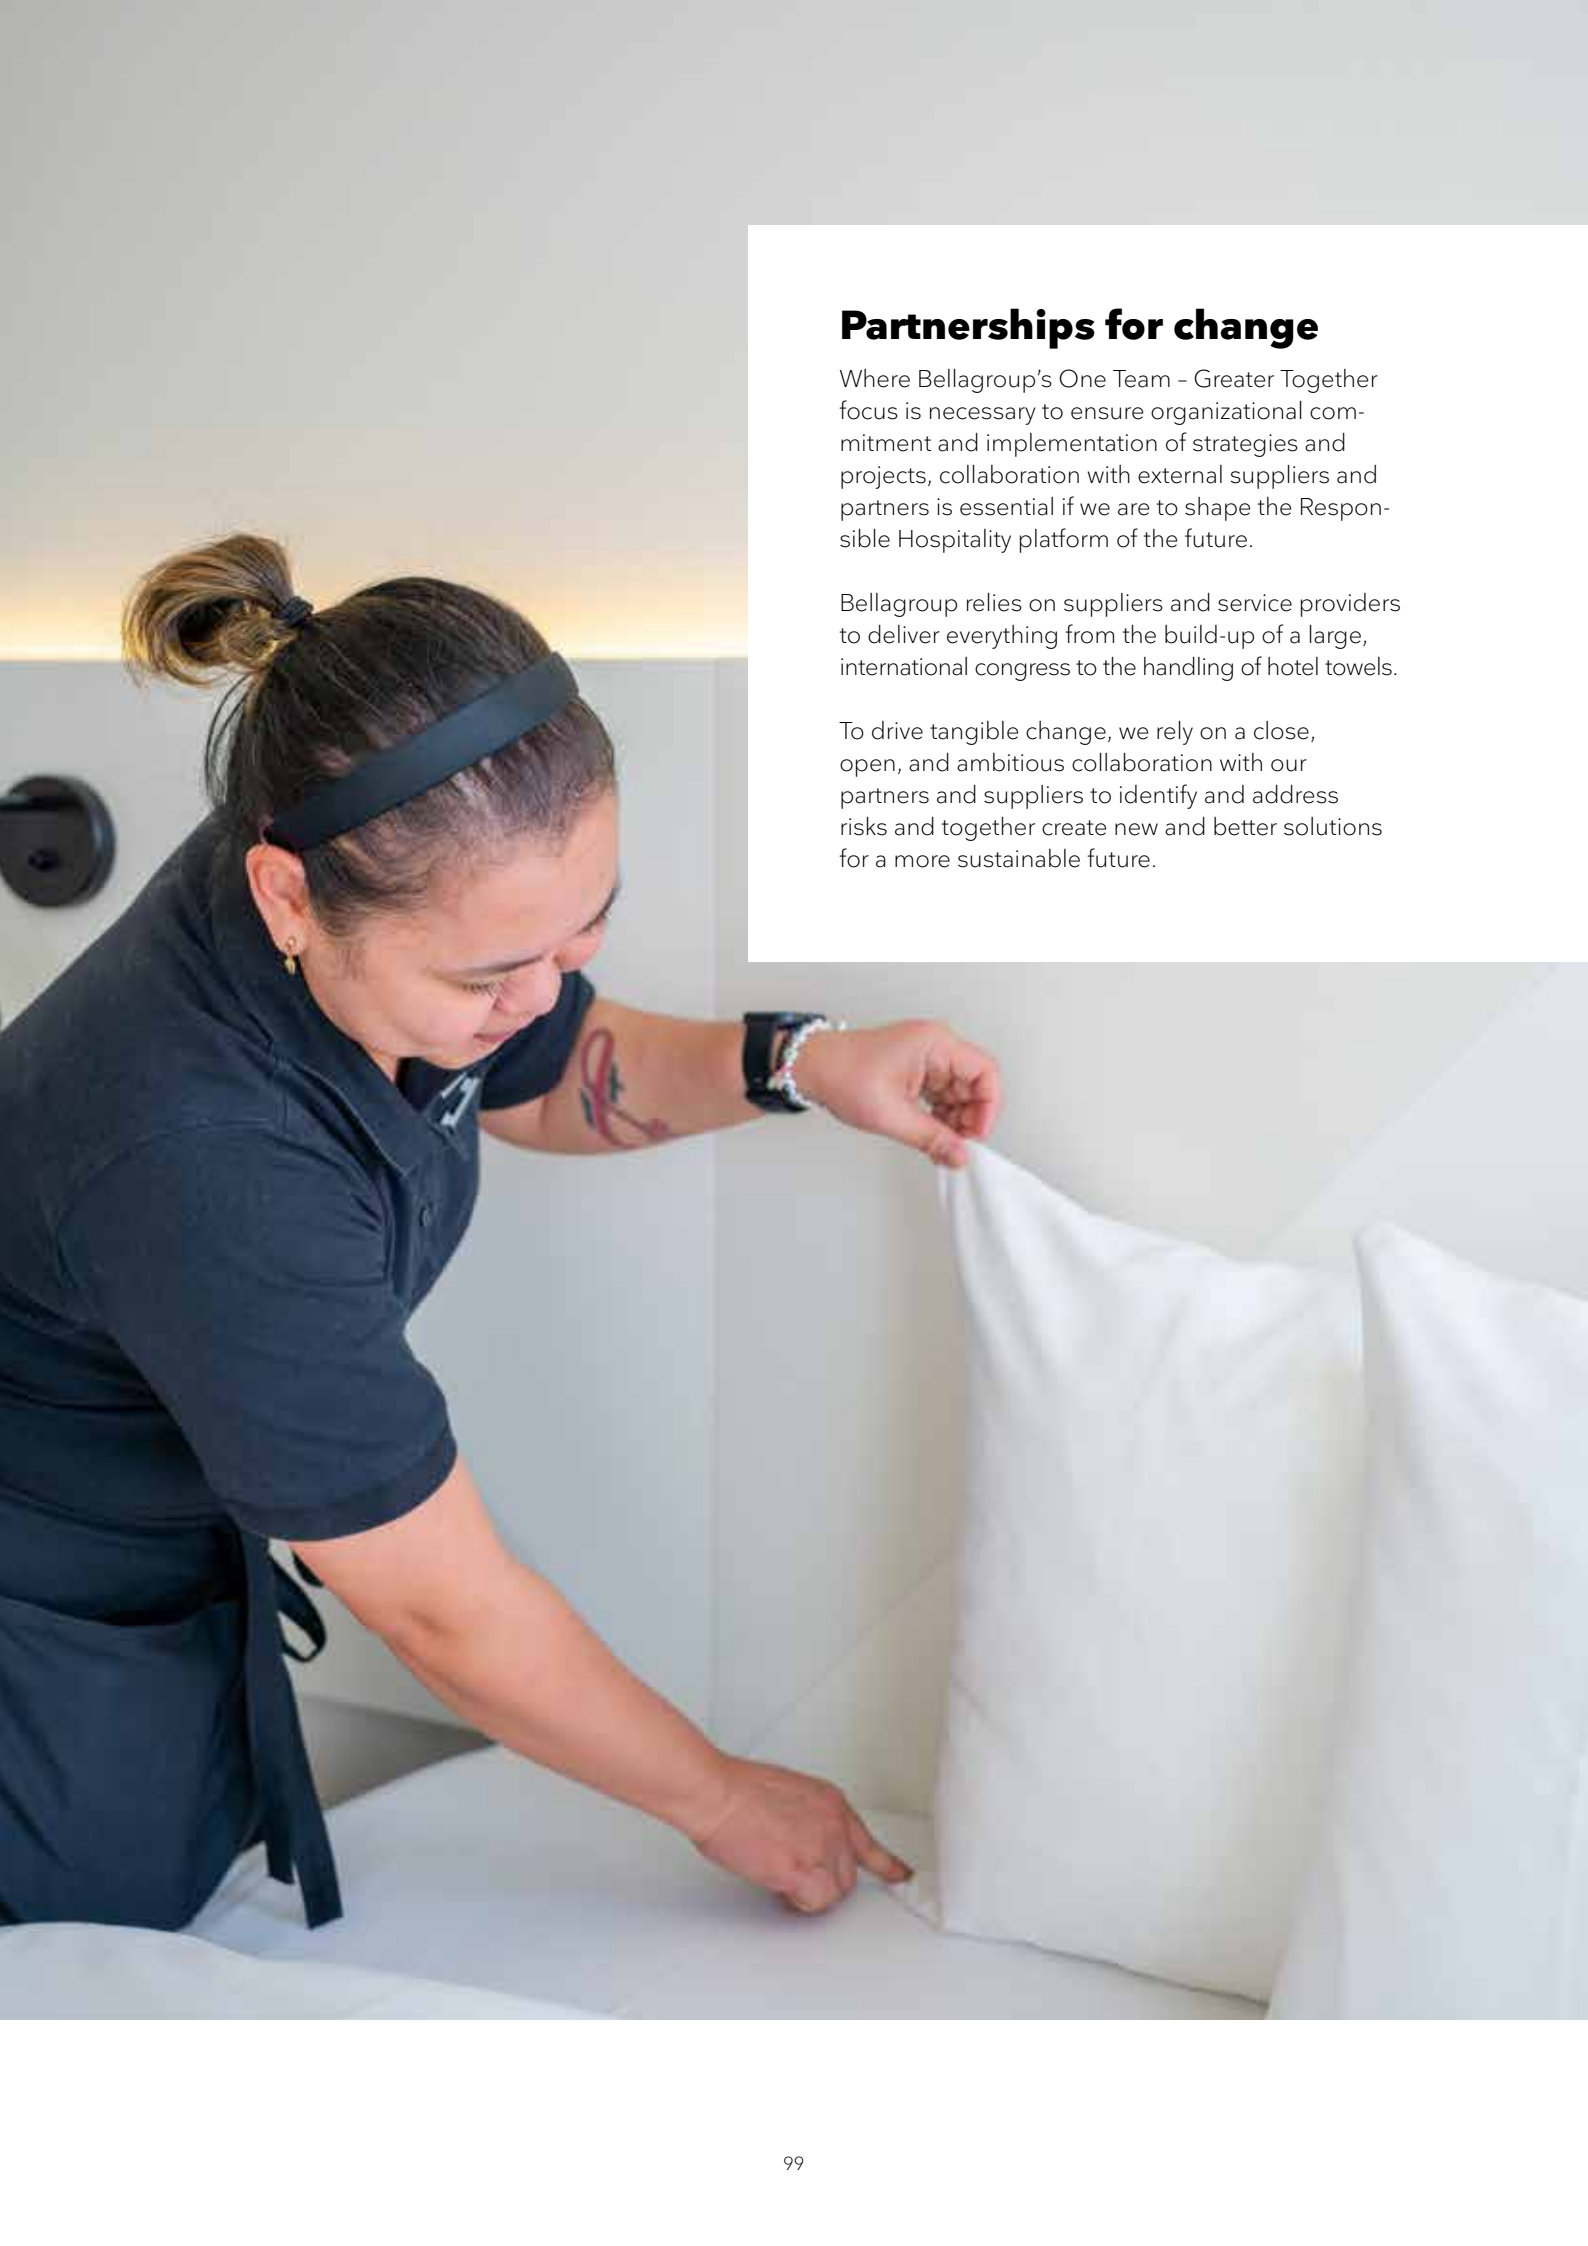 Partnerships for change
Where Bellagroup’s One Team – Greater Together
focus is necessary to ensure organizational com-
mitment and implementation of strategies and
projects, collaboration with external suppliers and
partners is essential if we are to shape the Respon-
sible Hospitality platform of the future.
Bellagroup relies on suppliers and service providers
to deliver everything from the build-up of a large,
international congress to the handling of hotel towels.
To drive tangible change, we rely on a close,
open, and ambitious collaboration with our
partners and suppliers to identify and address
risks and together create new and better solutions
for a more sustainable future.
99